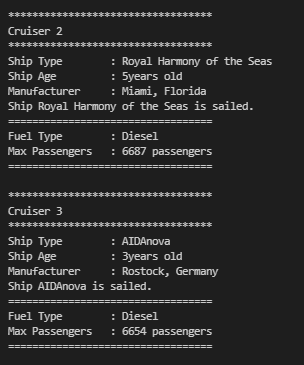 **********************************
Cruiser 2
**********************************
Ship Type       : Royal Harmony of the Seas
Ship Age        : 5years old
Manufacturer    : Miami, Florida
Ship Royal Harmony of the Seas is sailed.
==================================
Fuel Type       : Diesel
Max Passengers  : 6687 passengers
==================================

**********************************
Cruiser 3
**********************************
Ship Type       : AIDAnova
Ship Age        : 3years old
Manufacturer    : Rostock, Germany
Ship AIDAnova is sailed.
==================================
Fuel Type       : Diesel
Max Passengers  : 6654 passengers
==================================